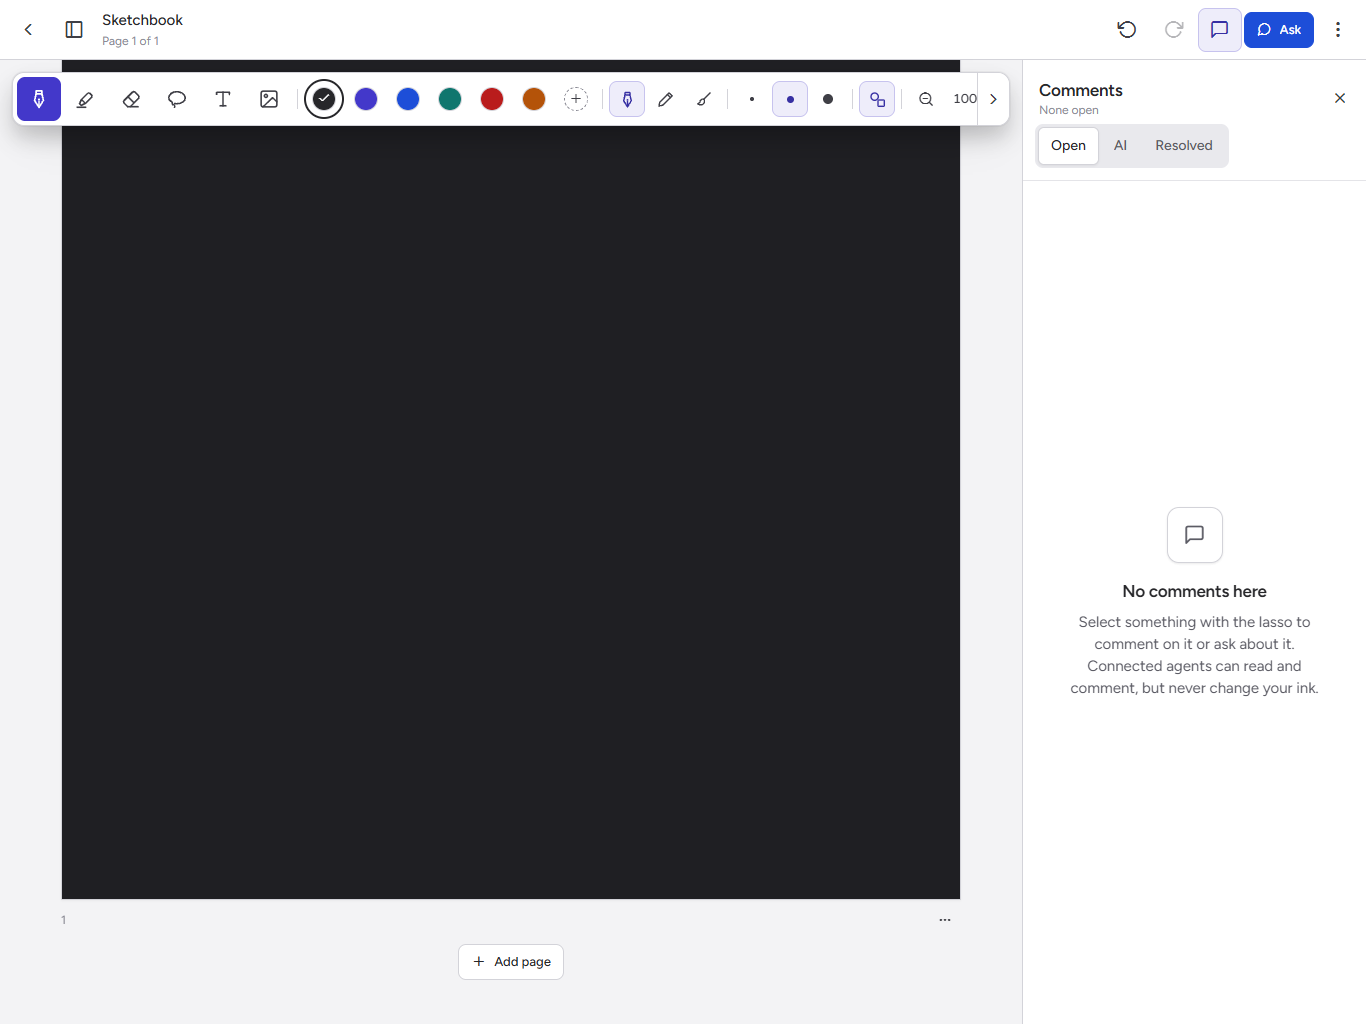 Sketchbook
Page 1 of 1
Ask
100
Comments
None open
Open AI Resolved
No comments here
Select something with the lasso to
comment on it or ask about it.
Connected agents can read and
comment, but never change your ink.
1
Add page